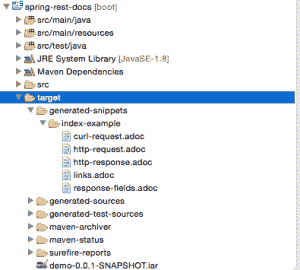 spring-rest-docs [boot]
src/main/java
src/main/resources
src/test/java
JRE System Library [JavaSE-1.8]
Maven Dependencies
src
target
generated-snippets
index-example
curl-request.adoc
http-request.adoc
http-response.adoc
links.adoc
response-fields.adoc
generated-sources
generated-test-sources
maven-archiver
maven-status
surefire-reports
demo-0.0.1-SNAPSHOT.jar